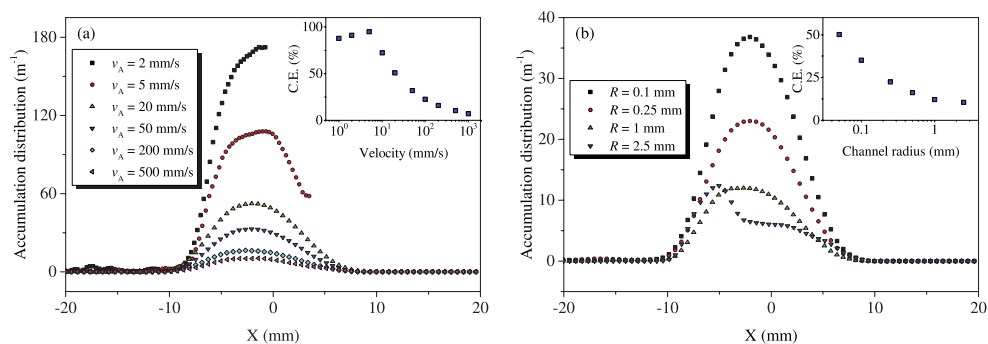 (a)
Accumulation distribution (m⁻¹)
180
120
60
0
-20
-10
0
10
20
X (mm)
vA = 2 mm/s
vA = 5 mm/s
vA = 20 mm/s
vA = 50 mm/s
vA = 200 mm/s
vA = 500 mm/s
C.E. (%)
100
75
50
25
0
10⁰
10¹
10²
10³
Velocity (mm/s)
(b)
Accumulation distribution (m⁻¹)
40
30
20
10
0
-20
-10
0
10
20
X (mm)
R = 0.1 mm
R = 0.25 mm
R = 1 mm
R = 2.5 mm
C.E. (%)
50
25
0
0.1
1
Channel radius (mm)